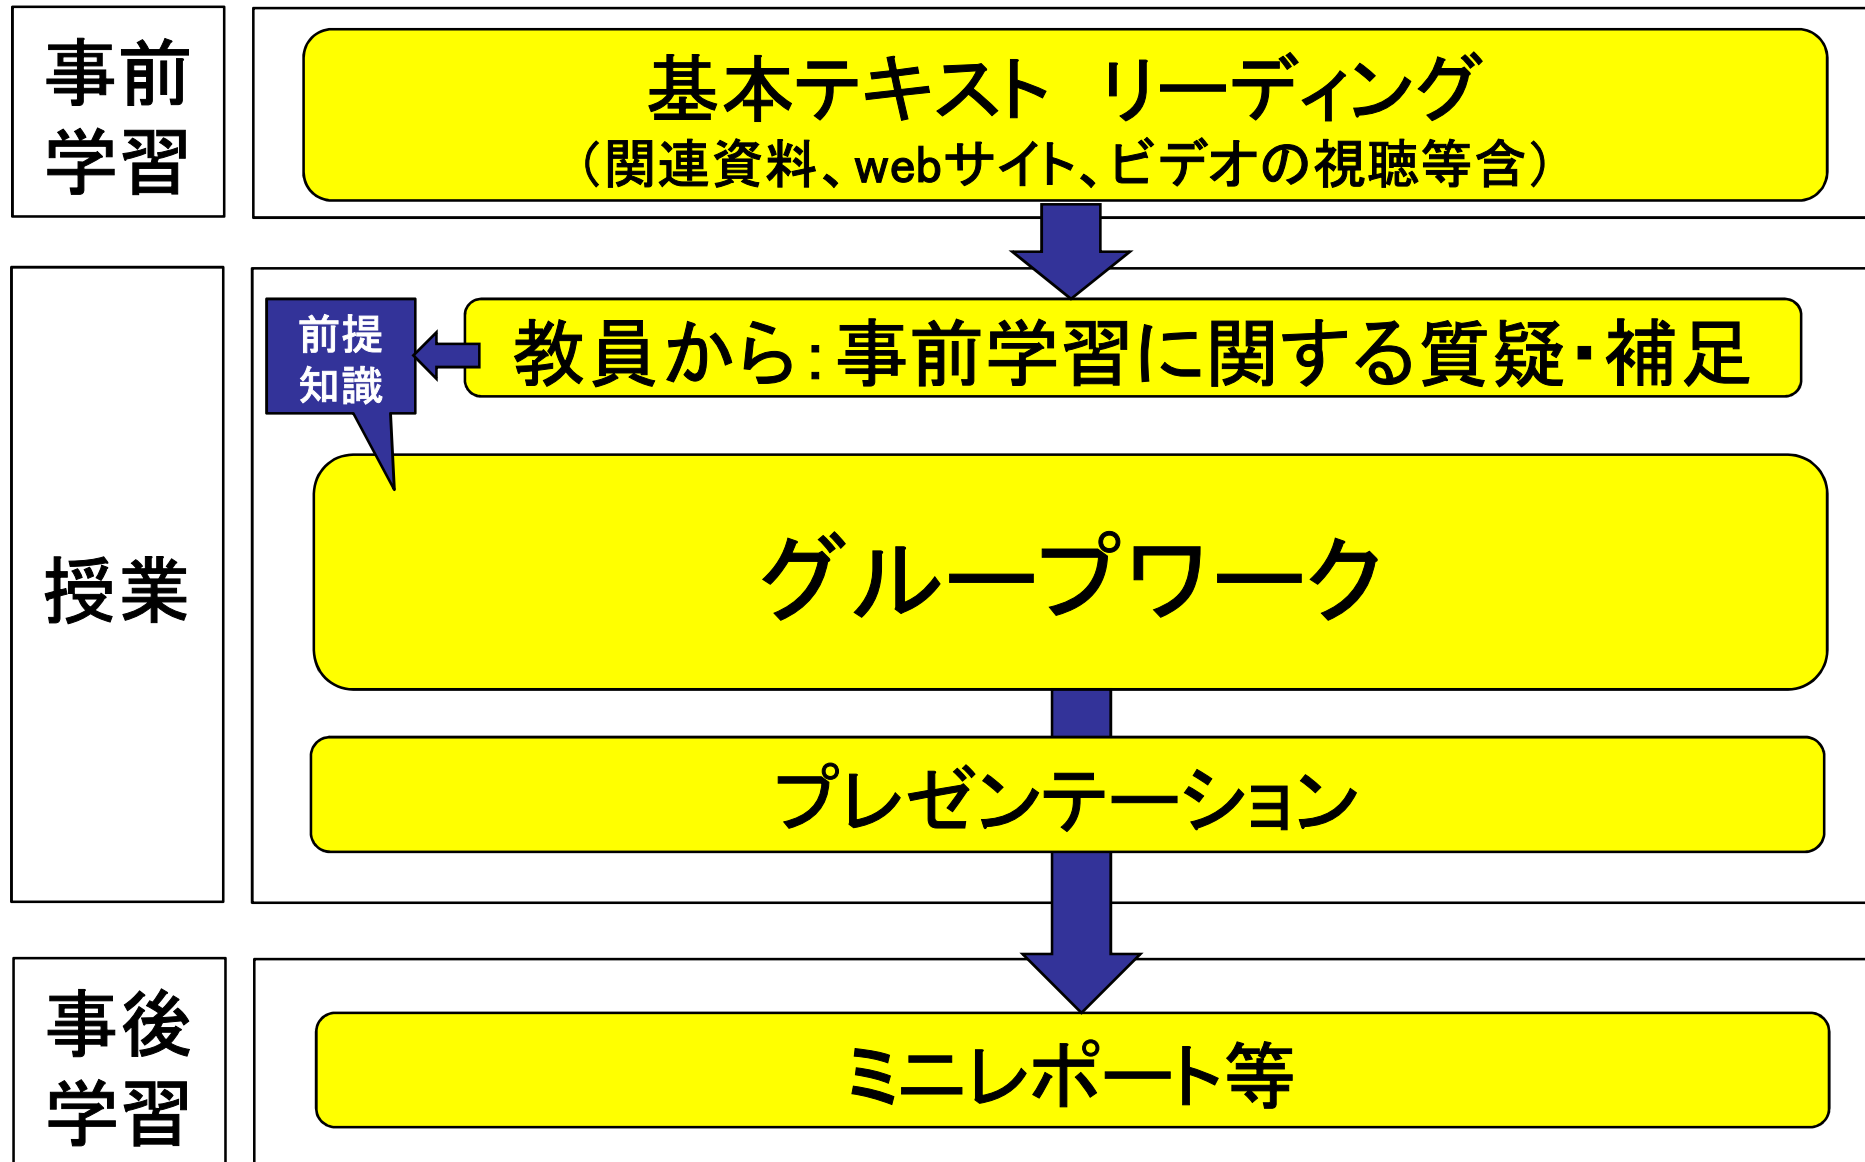 事前
学習
基本テキスト　リーディング
（関連資料、webサイト、ビデオの視聴等含）
授業
前提
知識
教員から：事前学習に関する質疑・補足
グループワーク
プレゼンテーション
事後
学習
ミニレポート等